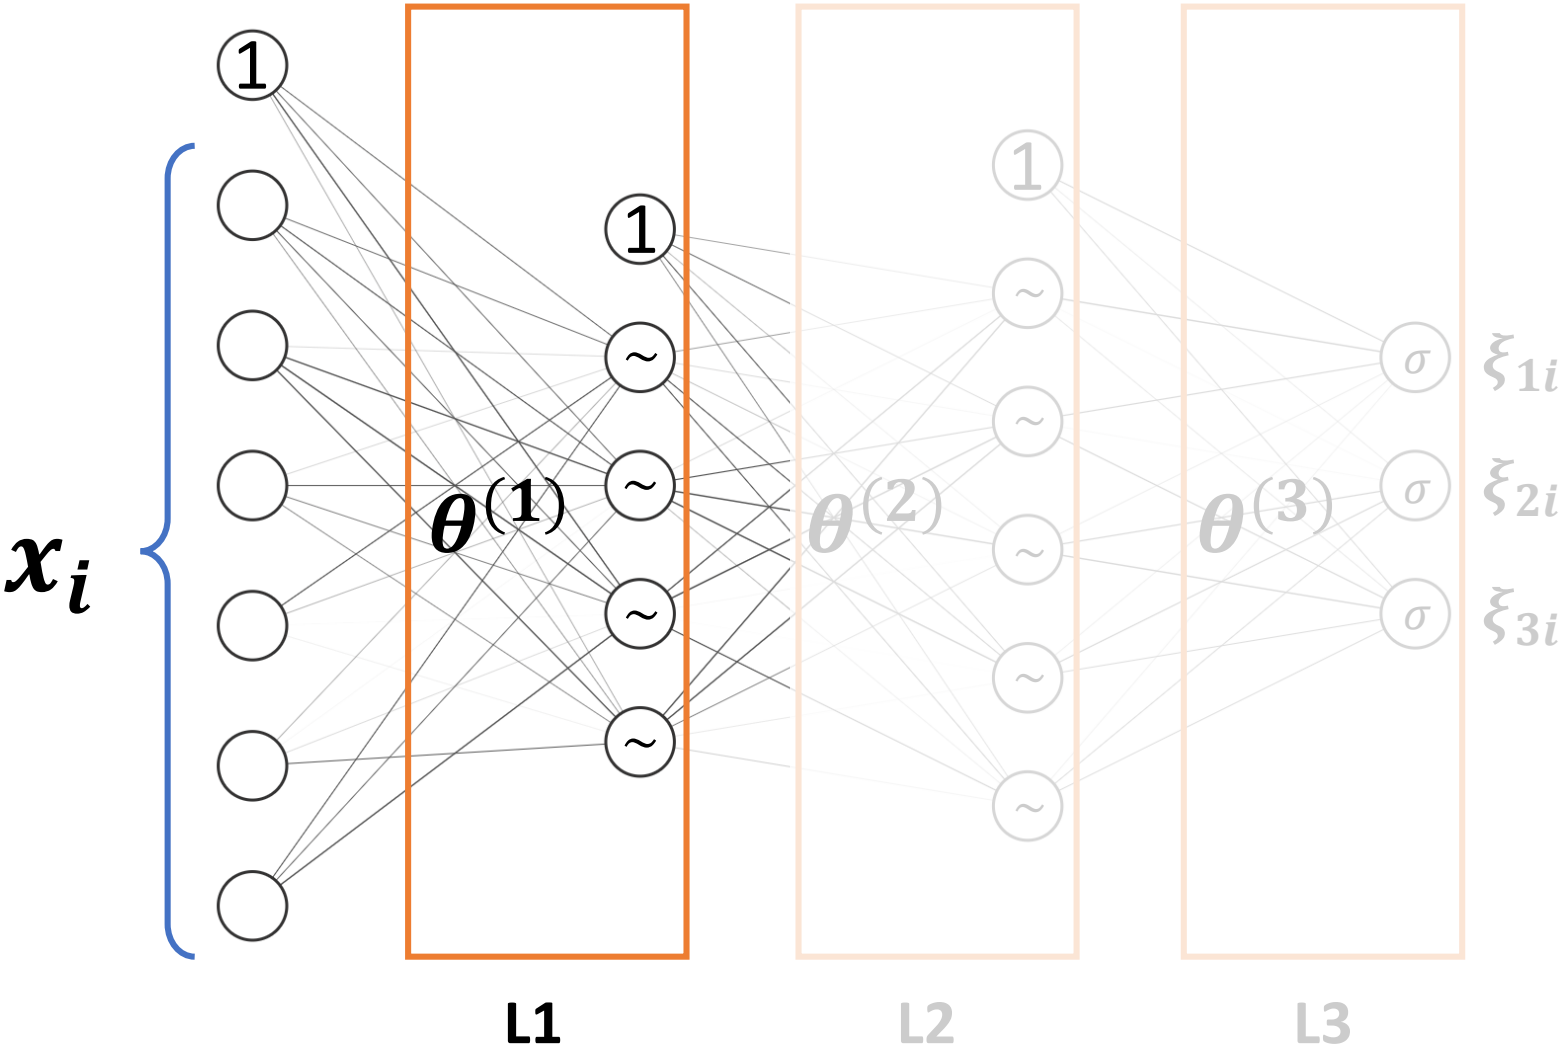 1
1
1
~
~
~
~
~
~
~
~
~
σ
σ
σ
x_i
θ^(1)
θ^(2)
θ^(3)
ξ_1i
ξ_2i
ξ_3i
L1
L2
L3